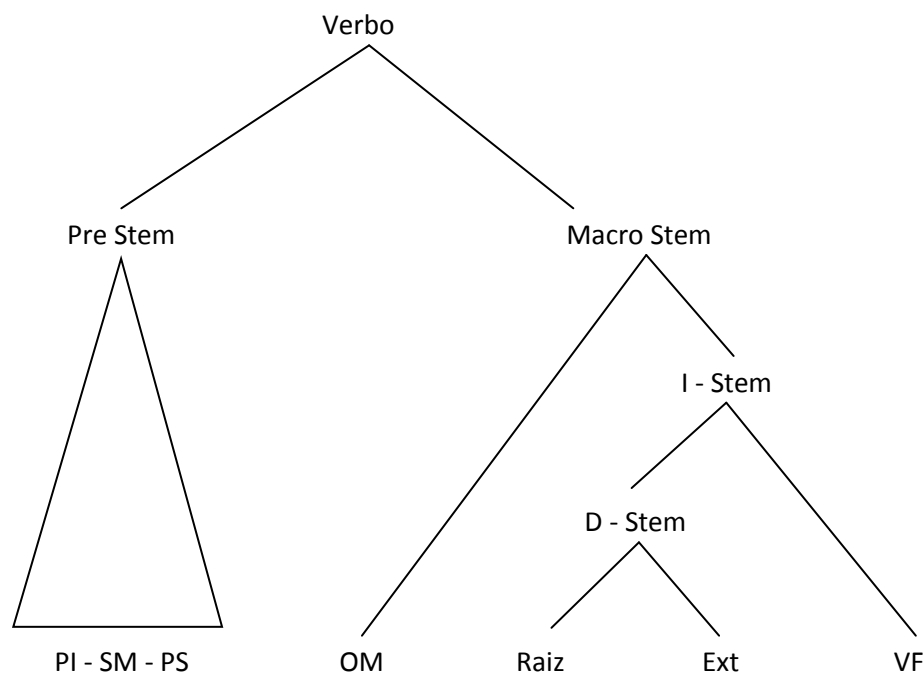 Verbo
Pre Stem Macro Stem
I - Stem
D - Stem
PI - SM - PS OM Raiz Ext VF